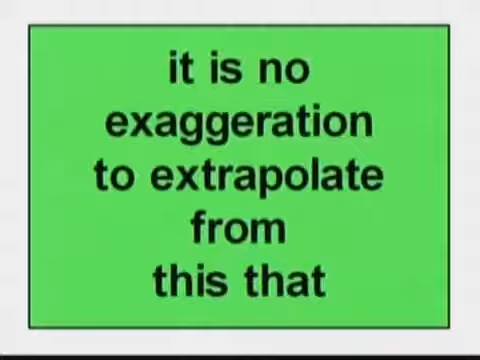 it is no
exaggeration
to extrapolate
from
this that